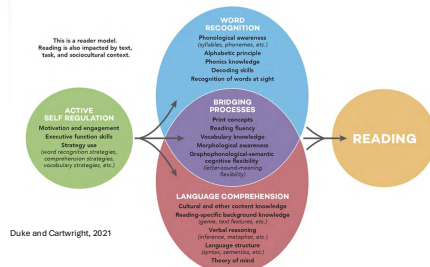 This is a reader model.
Reading is also impacted by text,
task, and sociocultural context.
WORD
RECOGNITION
Phonological awareness
(syllables, phonemes, etc.)
Alphabetic principle
Phonics knowledge
Decoding skills
Recognition of words at sight
ACTIVE
SELF REGULATION
Motivation and engagement
Executive function skills
Strategy use
(word recognition strategies,
comprehension strategies,
vocabulary strategies, etc.)
BRIDGING
PROCESSES
Print concepts
Reading fluency
Vocabulary knowledge
Morphological awareness
Graphophonological-semantic
cognitive flexibility
(letter-sound-meaning
flexibility)
READING
LANGUAGE COMPREHENSION
Cultural and other content knowledge
Reading-specific background knowledge
(genre, text features, etc.)
Verbal reasoning
(inference, metaphor, etc.)
Language structure
(syntax, semantics, etc.)
Theory of mind
Duke and Cartwright, 2021